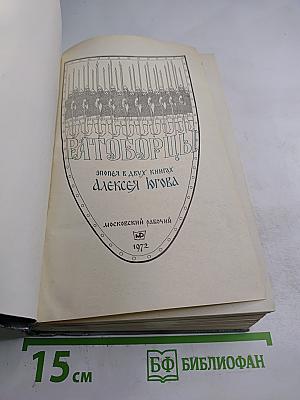 РАТОБОРЦЫ
ЭПОПЕЯ В ДВУХ КНИГАХ
АЛЕКСЕЯ ЮГОВА
МОСКОВСКИЙ РАБОЧИЙ
1972
15 СМ
БФ БИБЛИОФАН